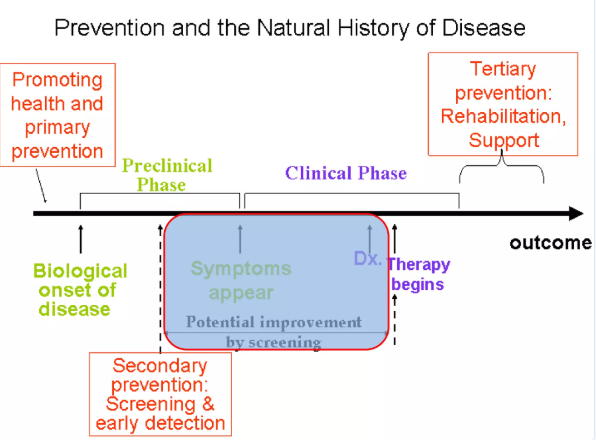 Prevention and the Natural History of Disease
Promoting
health and
primary
prevention
Tertiary
prevention:
Rehabilitation,
Support
Preclinical
Phase
Clinical Phase
outcome
Biological
onset of
disease
Symptoms
appear
Dx.
Therapy
begins
Potential improvement
by screening
Secondary
prevention:
Screening &
early detection